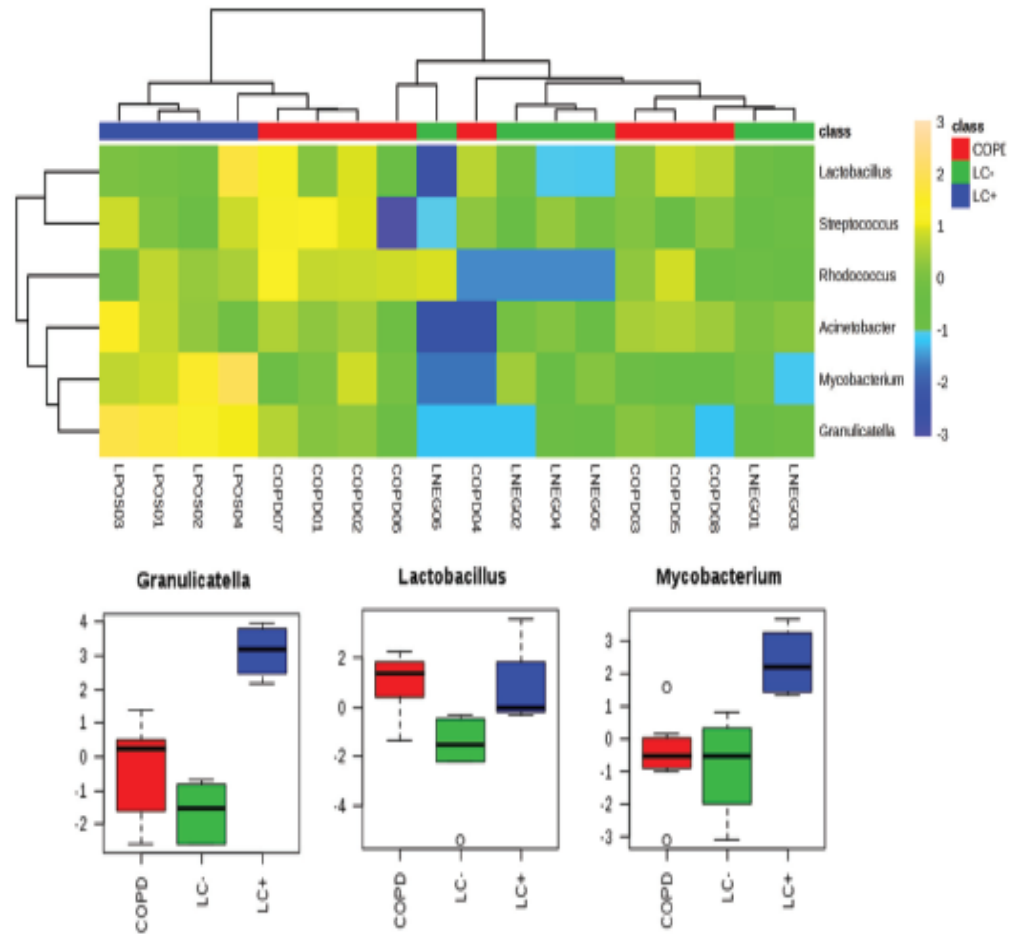 class
Lactobacillus
Streptococcus
Rhodococcus
Acinetobacter
Mycobacterium
Granulicatella
3
2
1
0
-1
-2
-3
class
COPD
LC-
LC+
LPOS03
LPOS01
LPOS02
LPOS04
COPD07
COPD01
COPD02
COPD06
LNEG06
COPD04
LNEG02
LNEG04
LNEG05
COPD03
COPD05
COPD08
LNEG01
LNEG03
Granulicatella
4
3
2
1
0
-1
-2
COPD
LC-
LC+
Lactobacillus
2
0
-2
-4
COPD
LC-
LC+
Mycobacterium
3
2
1
0
-1
-2
-3
COPD
LC-
LC+